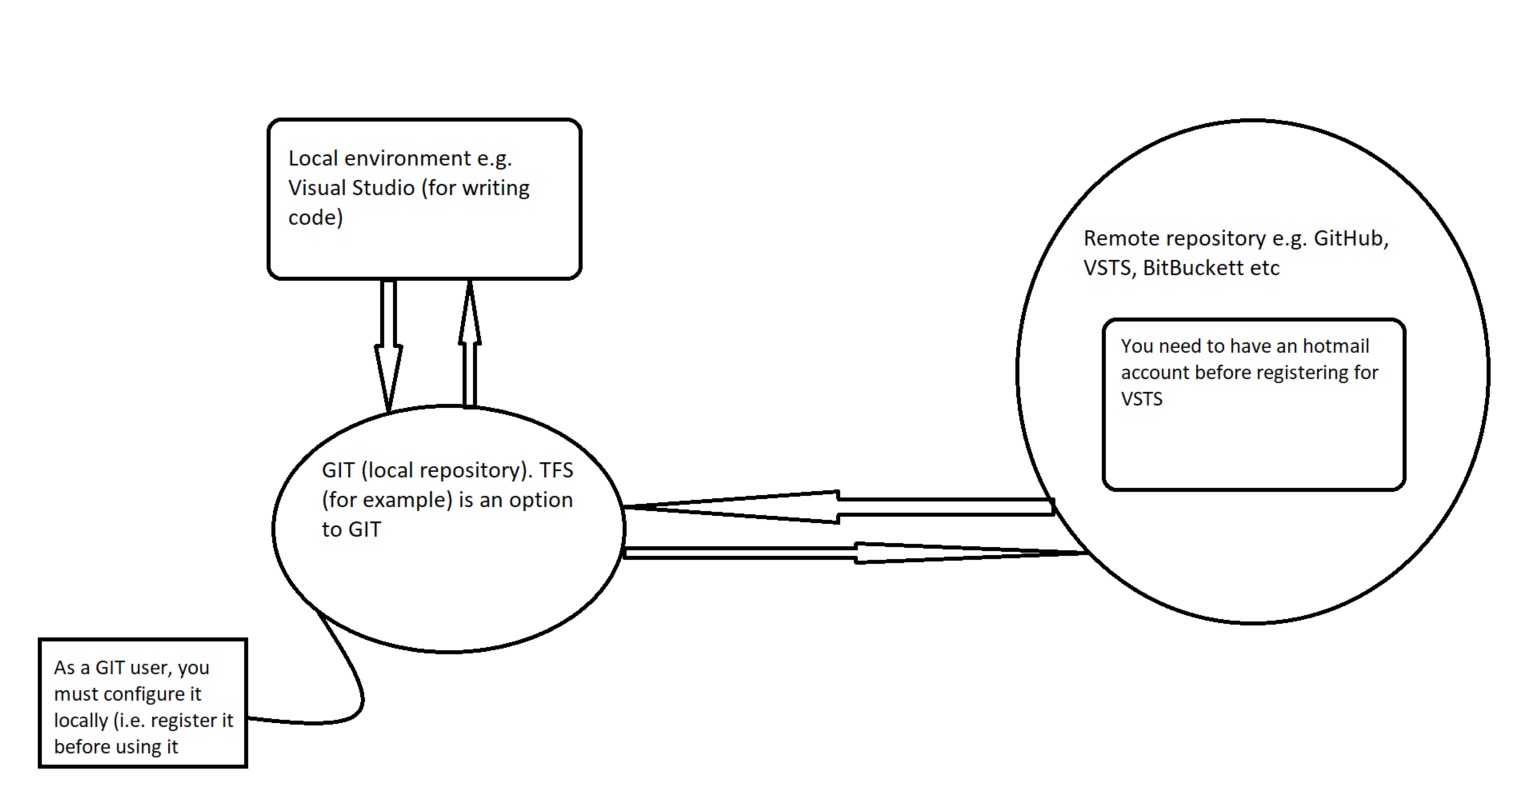 Local environment e.g.
Visual Studio (for writing
code)
Remote repository e.g. GitHub,
VSTS, BitBuckett etc
You need to have an hotmail
account before registering for
VSTS
GIT (local repository). TFS
(for example) is an option
to GIT
As a GIT user, you
must configure it
locally (i.e. register it
before using it